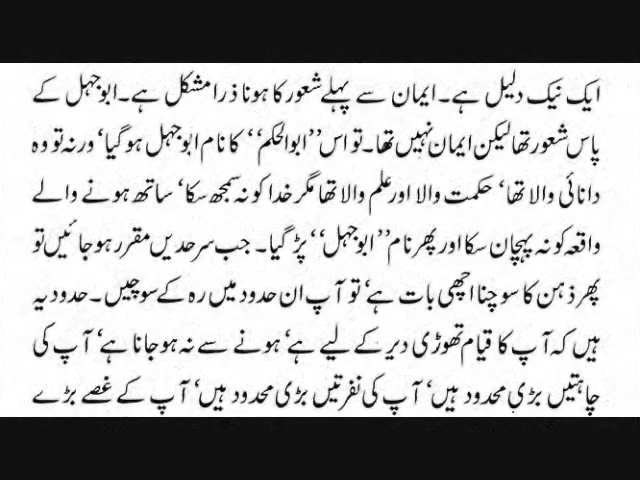 ایک نیک دلیل ہے۔ ایمان سے پہلے شعور کا ہونا ذرا مشکل ہے۔ ابو جہل کے
پاس شعور تھا لیکن ایمان نہیں تھا۔ تو اس ’’ابوالحکم‘‘ کا نام ابو جہل ہو گیا‘ ورنہ تو وہ
دانائی والا تھا‘ حکمت والا اور علم والا تھا مگر خدا کو نہ سمجھ سکا‘ ساتھ ہونے والے
واقعہ کو نہ پہچان سکا اور پھر نام ’’ابو جہل‘‘ پڑ گیا۔ جب سرحدیں مقرر ہو جائیں تو
پھر ذہن کا سوچنا اچھی بات ہے‘ تو آپ ان حدود میں رہ کے سوچیں۔ حدود یہ
ہیں کہ آپ کا قیام تھوڑی دیر کے لیے ہے‘ ہونے سے نہ ہو جانا ہے‘ آپ کی
چاہتیں بڑی محدود ہیں‘ آپ کی نفرتیں بڑی محدود ہیں‘ آپ کے غصے بڑے